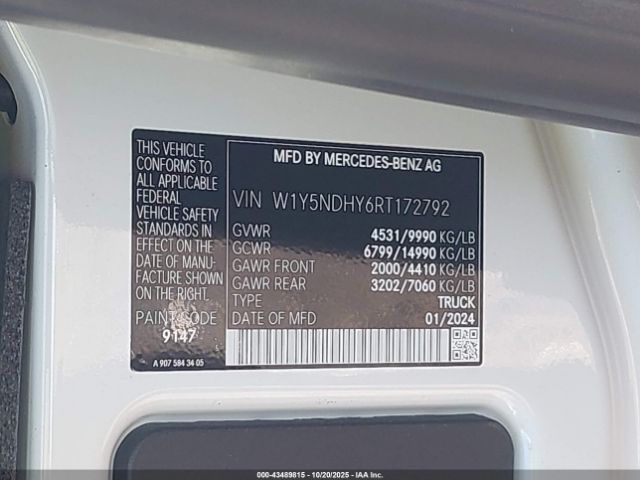 THIS VEHICLE
CONFORMS TO
ALL APPLICABLE
FEDERAL
VEHICLE SAFETY
STANDARDS IN
EFFECT ON THE
DATE OF MANU-
FACTURE SHOWN
ON THE RIGHT.
PAINT CODE
9147
A 907 584 34 05
MFD BY MERCEDES-BENZ AG
VIN W1Y5NDHY6RT172792
GVWR 4531/9990 KG/LB
GCWR 6799/14990 KG/LB
GAWR FRONT 2000/4410 KG/LB
GAWR REAR 3202/7060 KG/LB
TYPE TRUCK
DATE OF MFD 01/2024
000-43489815 - 10/20/2025 - IAAI.COM